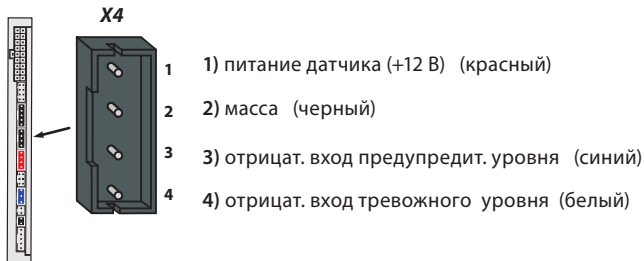 X4
1
2
3
4
1) питание датчика (+12 В) (красный)
2) масса (черный)
3) отрицат. вход предупредит. уровня (синий)
4) отрицат. вход тревожного уровня (белый)